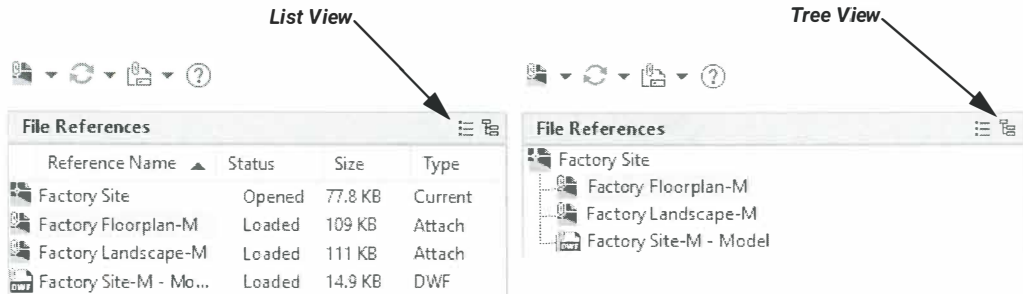 List View
Tree View
File References
Reference Name Status Size Type
Factory Site Opened 77.8 KB Current
Factory Floorplan-M Loaded 109 KB Attach
Factory Landscape-M Loaded 111 KB Attach
Factory Site-M - Mo... Loaded 14.9 KB DWF
File References
Factory Site
Factory Floorplan-M
Factory Landscape-M
Factory Site-M - Model